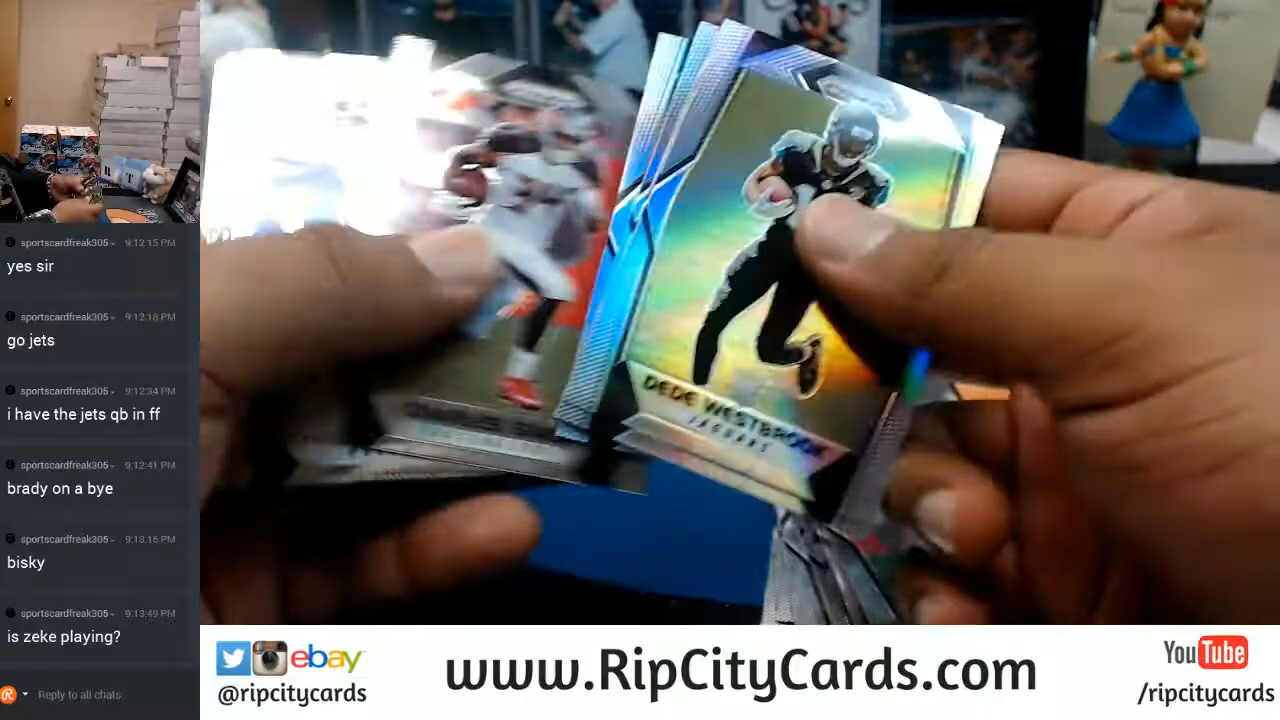 sportscardfreak305 - 9:12:15 PM
yes sir
sportscardfreak305 - 9:12:18 PM
go jets
sportscardfreak305 - 9:12:34 PM
i have the jets qb in ff
sportscardfreak305 - 9:12:41 PM
brady on a bye
sportscardfreak305 - 9:13:16 PM
bisky
sportscardfreak305 - 9:13:49 PM
is zeke playing?
Reply to all chats.
DEDE WESTBROOK
JAGUARS
ebay
@ripcitycards
www.RipCityCards.com
YouTube
/ripcitycards